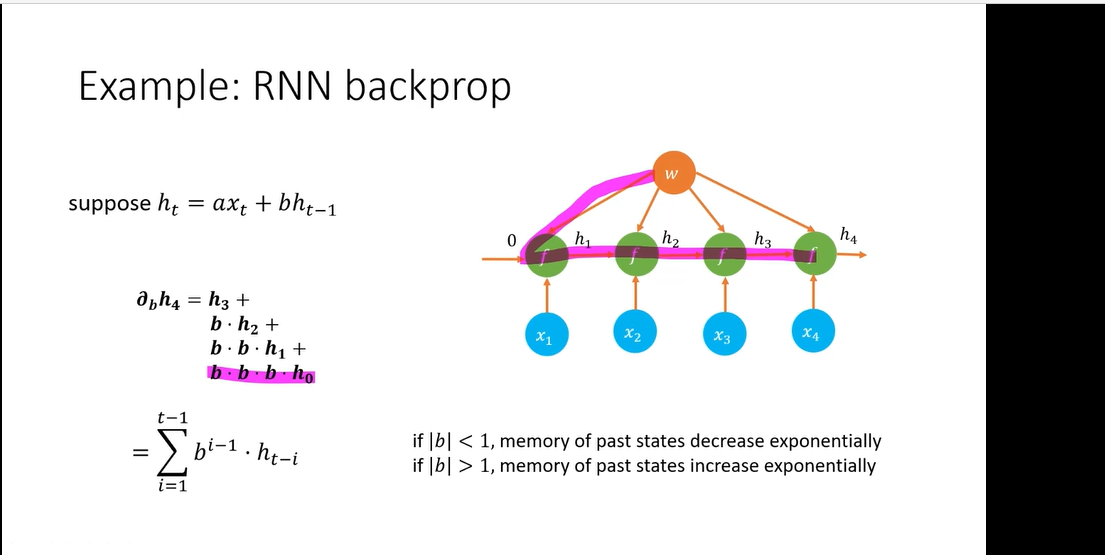 Example: RNN backprop
suppose $h_t = ax_t + bh_{t-1}$
w
0
$h_1$
$h_2$
$h_3$
$h_4$
f
f
f
f
$x_1$
$x_2$
$x_3$
$x_4$
$\partial_b h_4 = h_3 +$
$b \cdot h_2 +$
$b \cdot b \cdot h_1 +$
$b \cdot b \cdot b \cdot h_0$
$= \sum_{i=1}^{t-1} b^{i-1} \cdot h_{t-i}$
if |b| < 1, memory of past states decrease exponentially
if |b| > 1, memory of past states increase exponentially